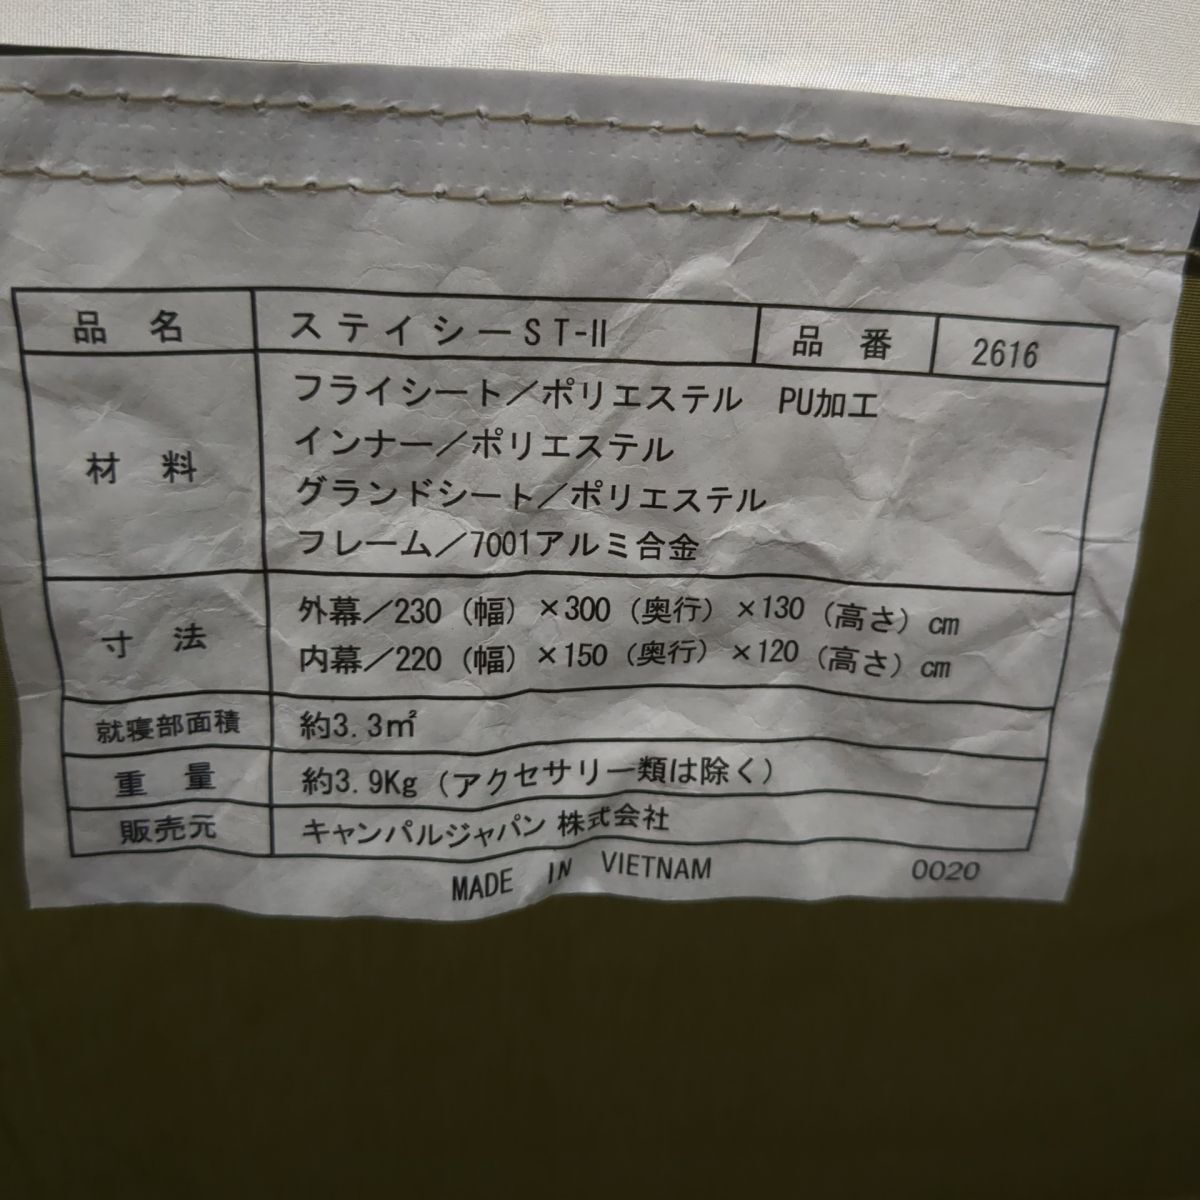 品 名 ステイシーST-II 品 番 2616
材 料 フライシート／ポリエステル PU加工
インナー／ポリエステル
グランドシート／ポリエステル
フレーム／7001アルミ合金
寸 法 外幕／230（幅）×300（奥行）×130（高さ）cm
内幕／220（幅）×150（奥行）×120（高さ）cm
就寝部面積 約3.3㎡
重 量 約3.9Kg（アクセサリー類は除く）
販売元 キャンパルジャパン 株式会社
MADE IN VIETNAM 0020